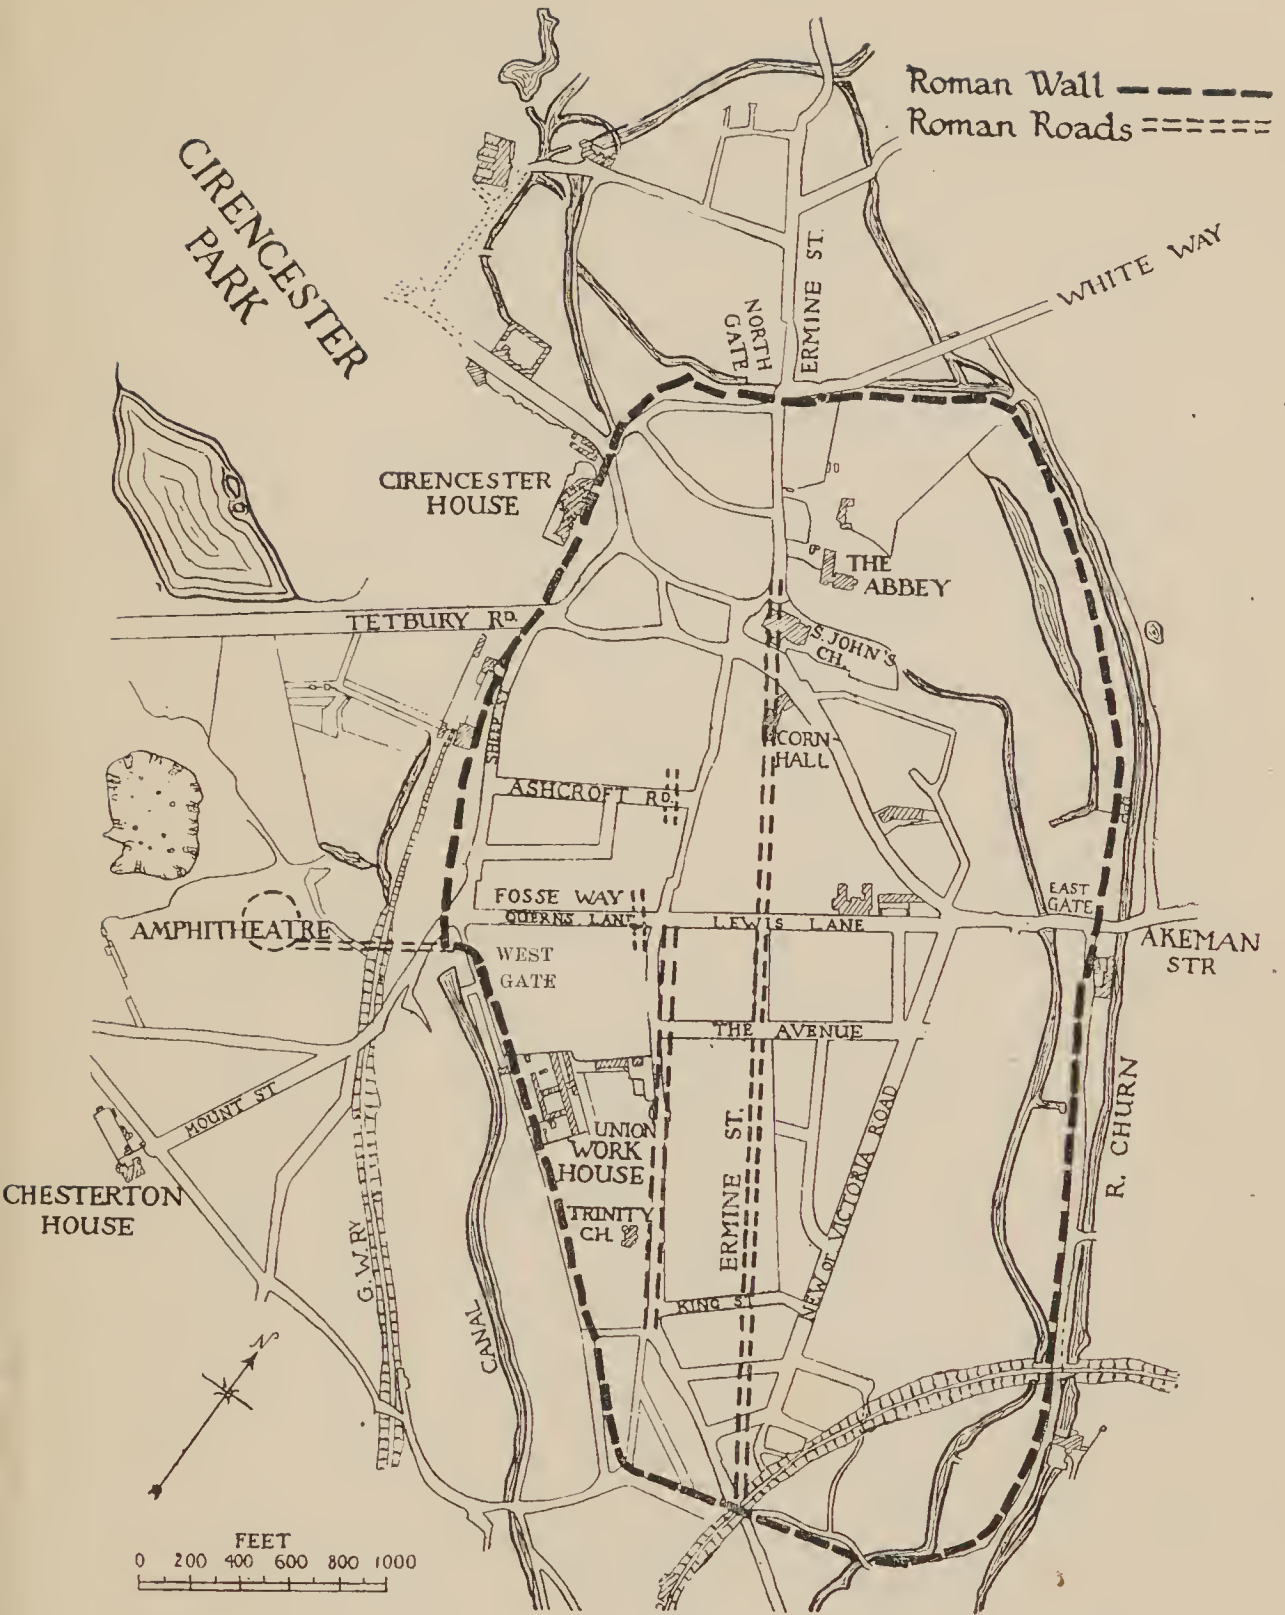 Roman Wall
Roman Roads
CIRENCESTER
PARK
WHITE WAY
ERMINE ST.
NORTH
GATE
CIRENCESTER
HOUSE
THE
ABBEY
TETBURY RD.
S. JOHN'S
CH.
SHEEP ST
CORN
HALL
ASHCROFT RD.
FOSSE WAY
QUERNS LANE
LEWIS LANE
EAST
GATE
AKEMAN
STR
AMPHITHEATRE
WEST
GATE
THE AVENUE
MOUNT ST
UNION
WORK
HOUSE
ERMINE ST.
NEW or VICTORIA ROAD
R. CHURN
CHESTERTON
HOUSE
TRINITY
CH.
G.W.RY
KING ST
CANAL
N
FEET
0 200 400 600 800 1000